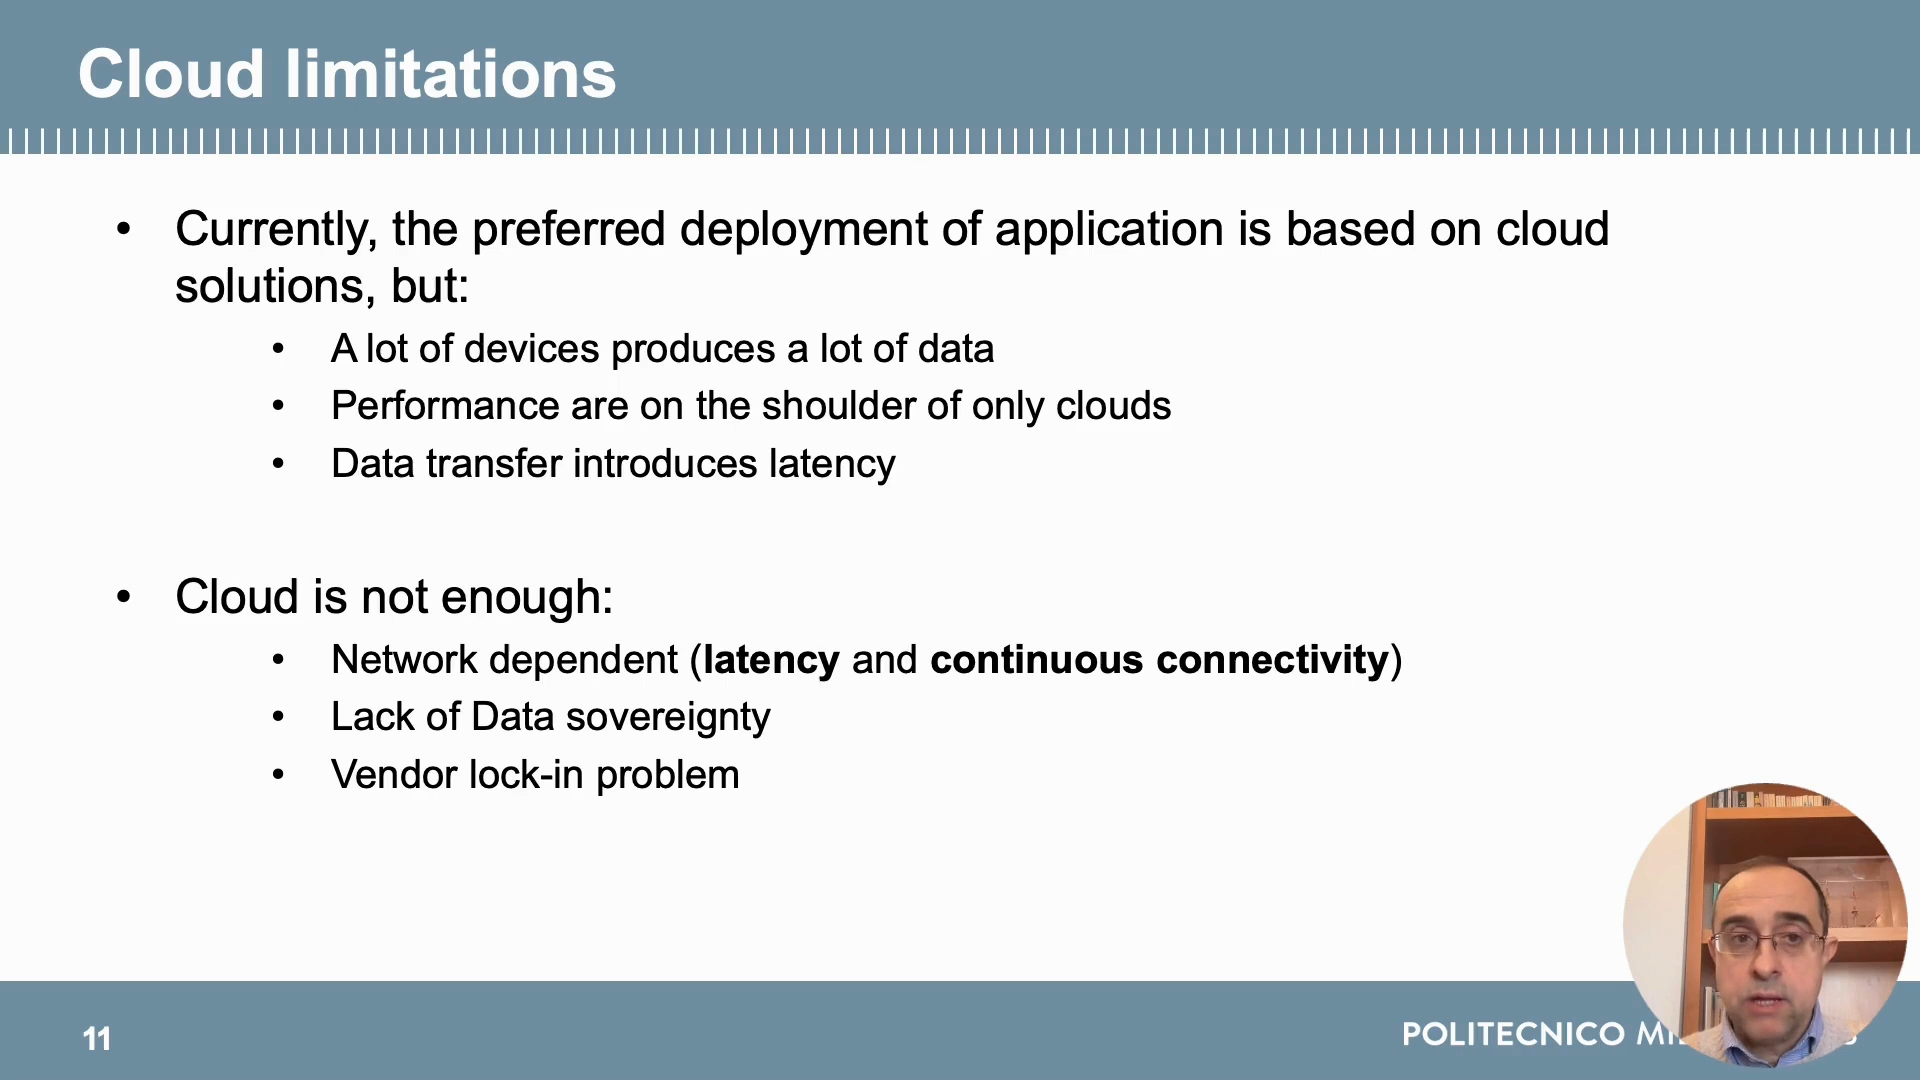 Cloud limitations
• Currently, the preferred deployment of application is based on cloud
solutions, but:
• A lot of devices produces a lot of data
• Performance are on the shoulder of only clouds
• Data transfer introduces latency
• Cloud is not enough:
• Network dependent (latency and continuous connectivity)
• Lack of Data sovereignty
• Vendor lock-in problem
11
POLITECNICO